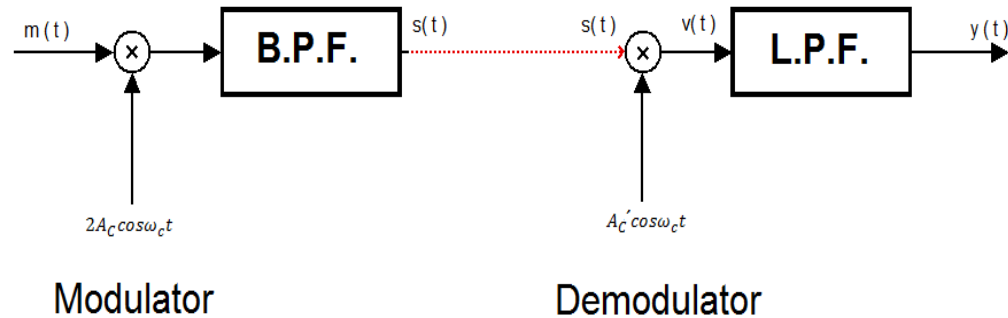 m(t)
B.P.F.
s(t)
s(t)
v(t)
L.P.F.
y(t)
2A_C cosω_c t
A_C´cosω_c t
Modulator
Demodulator